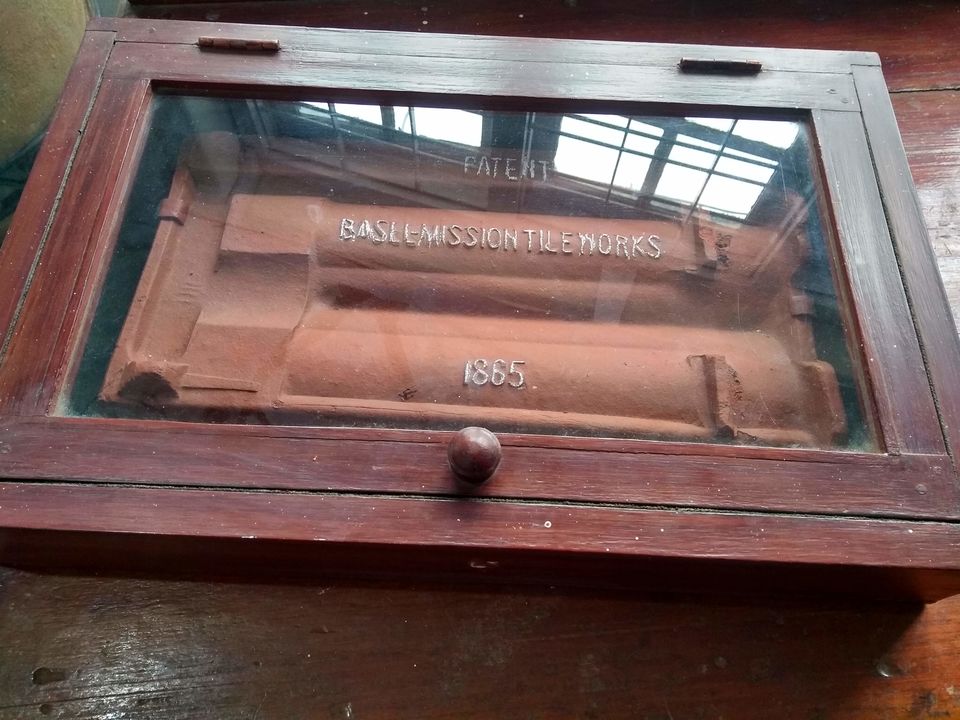 PATENT
BASEL-MISSION TILE WORKS
1865